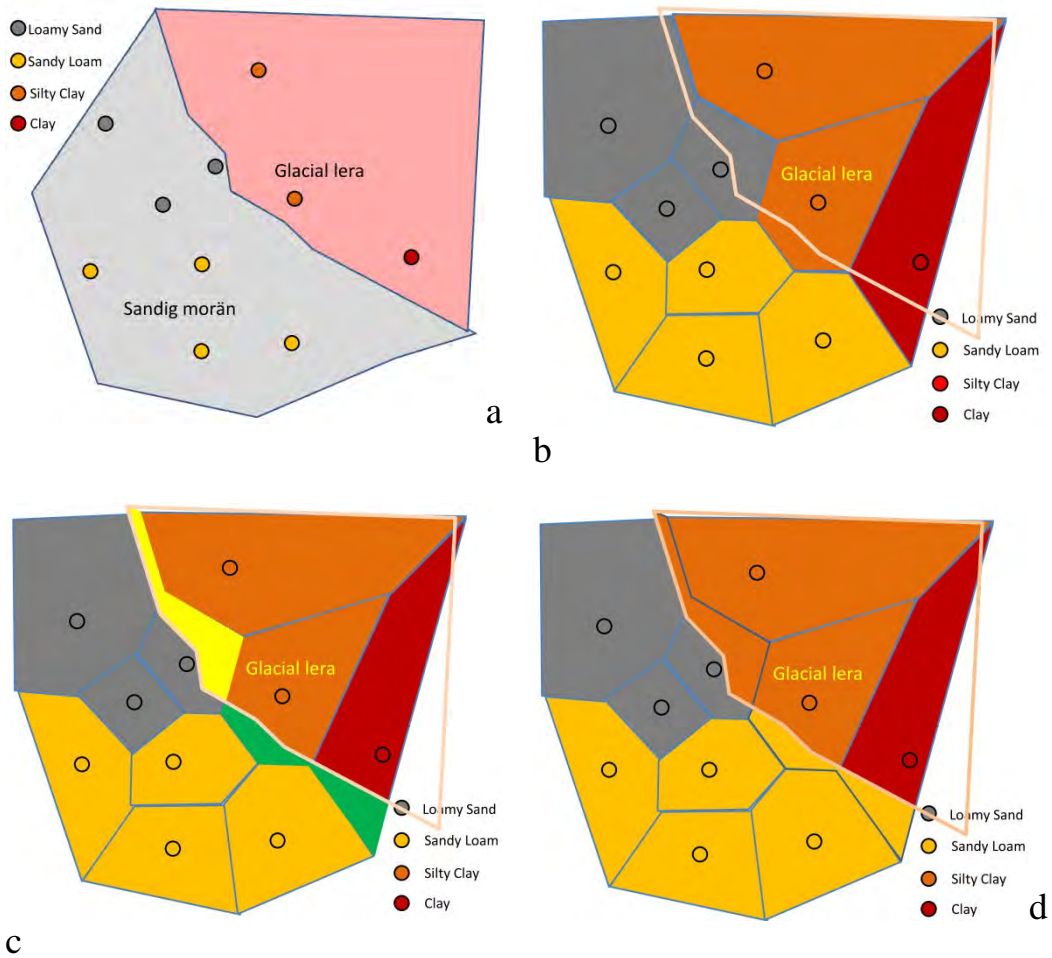 Loamy Sand
Sandy Loam
Silty Clay
Clay
Glacial lera
Sandig morän
a
Glacial lera
Loamy Sand
Sandy Loam
Silty Clay
Clay
b
Glacial lera
Loamy Sand
Sandy Loam
Silty Clay
Clay
c
Glacial lera
Loamy Sand
Sandy Loam
Silty Clay
Clay
d